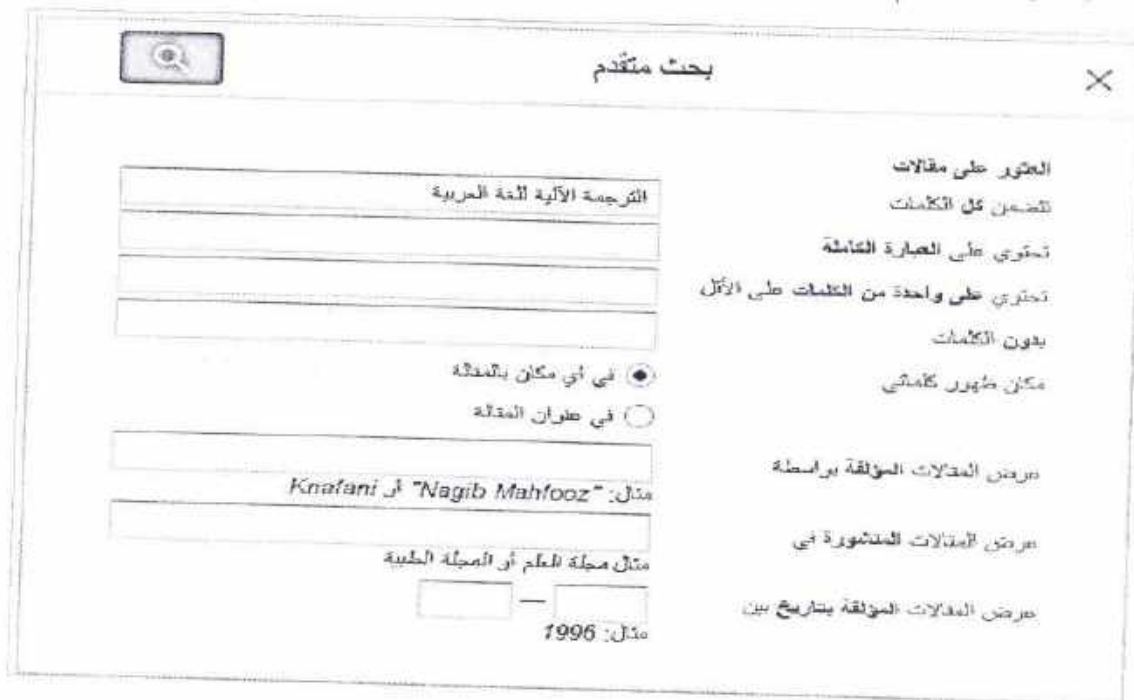 بحث متقدم
العثور على مقالات
تتضمن كل الكلمات
الترجمة الآلية للغة العربية
تحتوي على العبارة الكاملة
تحتوي على واحدة من الكلمات على الأقل
بدون الكلمات
مكان ظهور كلماتي
في أي مكان بالمقالة
في عنوان المقالة
عرض المقالات المؤلفة بواسطة
مثال: "Nagib Mahfooz" أو Knafani
عرض المقالات المنشورة في
مثال مجلة العلم أو المجلة الطبية
عرض المقالات المؤلفة بتاريخ بين
—
مثال: 1996